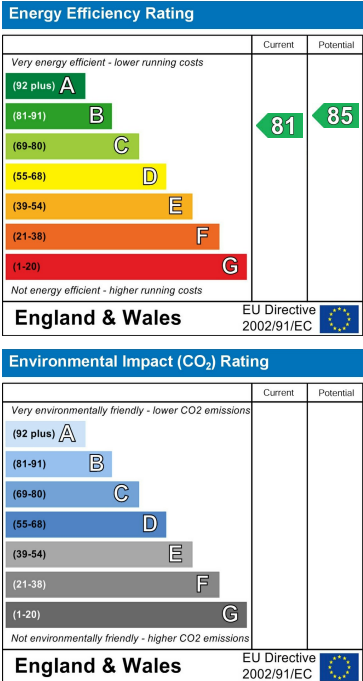 Energy Efficiency Rating
Current Potential
Very energy efficient - lower running costs
(92 plus) A
(81-91) B
(69-80) C
(55-68) D
(39-54) E
(21-38) F
(1-20) G
81 85
Not energy efficient - higher running costs
England & Wales
EU Directive
2002/91/EC
Environmental Impact (CO₂) Rating
Current Potential
Very environmentally friendly - lower CO2 emissions
(92 plus) A
(81-91) B
(69-80) C
(55-68) D
(39-54) E
(21-38) F
(1-20) G
Not environmentally friendly - higher CO2 emissions
England & Wales
EU Directive
2002/91/EC